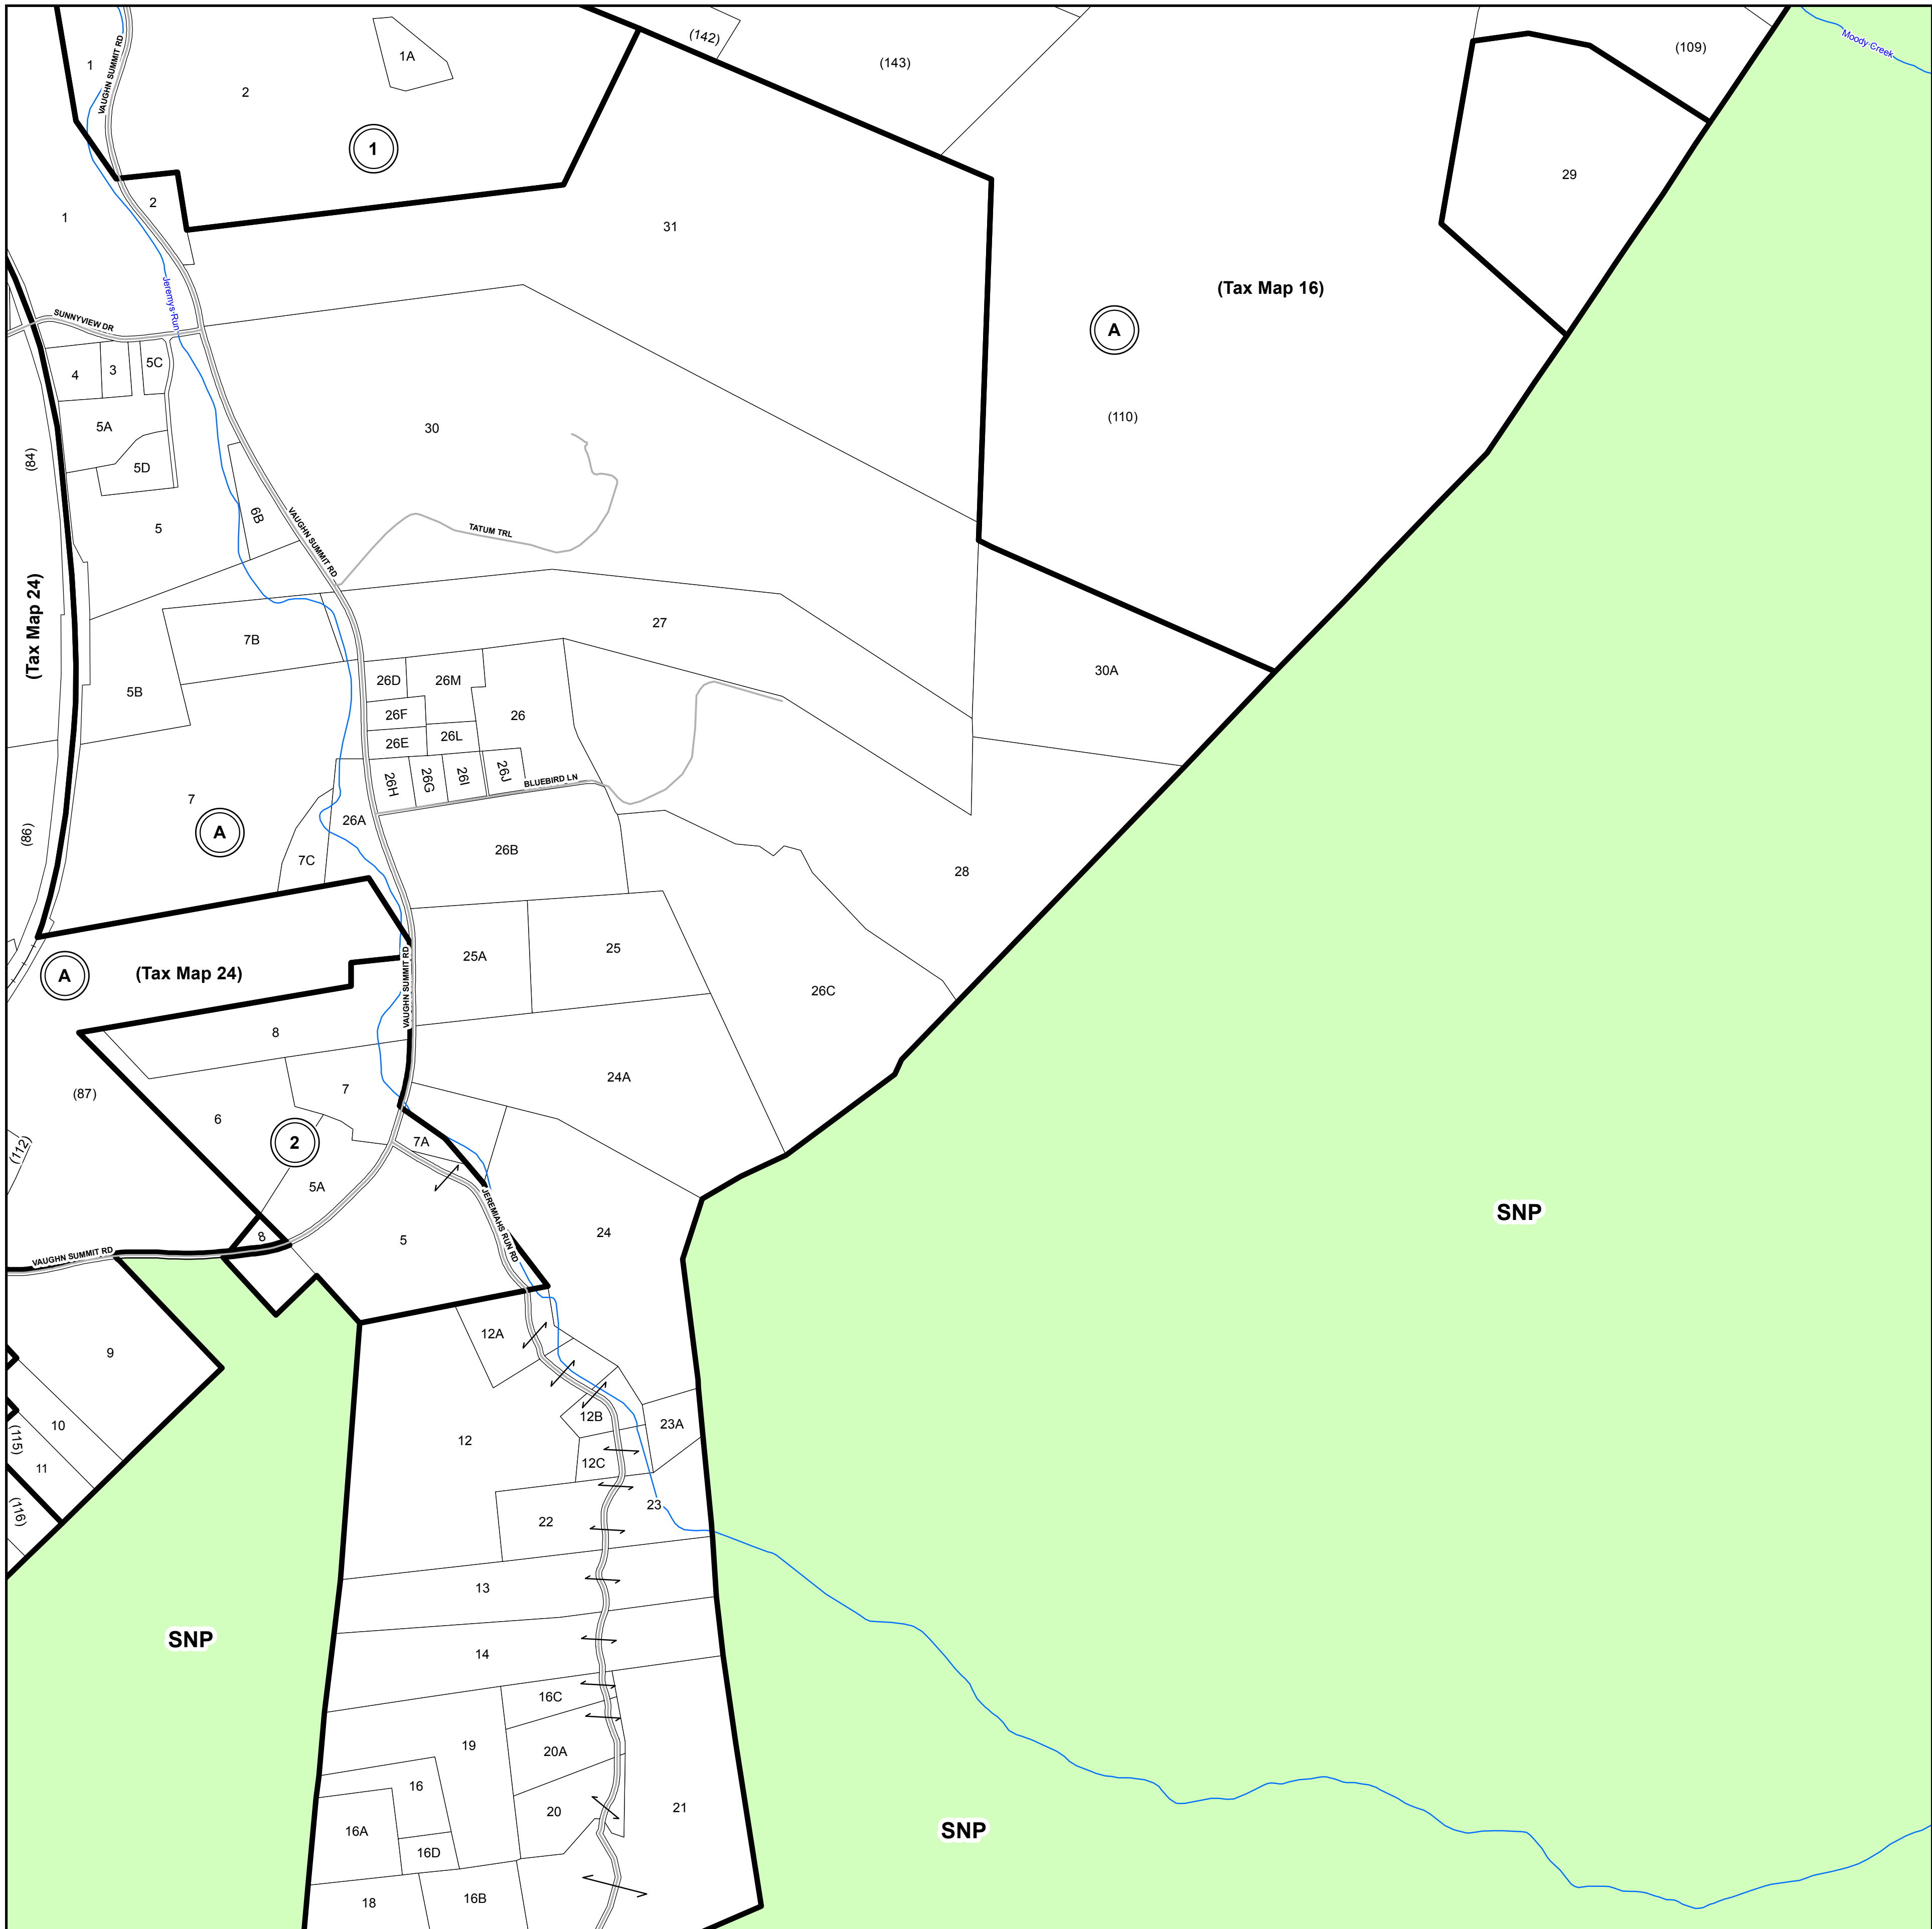 VAUGHN SUMMIT RD
1
1A
2
(142)
(143)
(109)
Moody Creek
1
29
2
1
31
(Tax Map 16)
Jeremys Run
SUNNYVIEW DR
A
5C
3
4
(110)
5A
30
(84)
5D
6B
VAUGHN SUMMIT RD
TATUM TRL
5
(Tax Map 24)
27
7B
30A
5B
26D
26M
26F
26
26L
26E
26J
26I
26G
26H
BLUEBIRD LN
7
26A
A
(86)
26B
7C
28
25
25A
(Tax Map 24)
A
VAUGHN SUMMIT RD
26C
8
24A
7
(87)
6
2
7A
(112)
5A
SNP
JEREMIAHS RUN RD
24
8
5
VAUGHN SUMMIT RD
12A
9
12B
23A
10
(115)
12
12C
11
23
(116)
22
13
SNP
14
16C
19
20A
16
21
20
16A
SNP
16D
16B
18